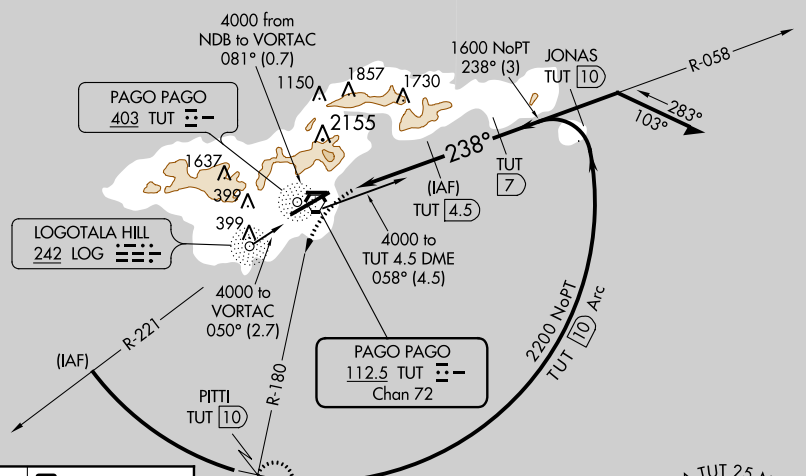 4000 from
NDB to VORTAC
081° (0.7)
1150
1857
1730
1600 NoPT
238° (3)
JONAS
TUT 10
R-058
283°
103°
PAGO PAGO
403 TUT
2155
238°
TUT
7
1637
399
(IAF)
TUT 4.5
399
LOGOTALA HILL
242 LOG
4000 to
TUT 4.5 DME
058° (4.5)
4000 to
VORTAC
050° (2.7)
2200 NoPT
TUT 10 Arc
R-221
(IAF)
R-180
PAGO PAGO
112.5 TUT
Chan 72
PITTI
TUT 10
TUT 25